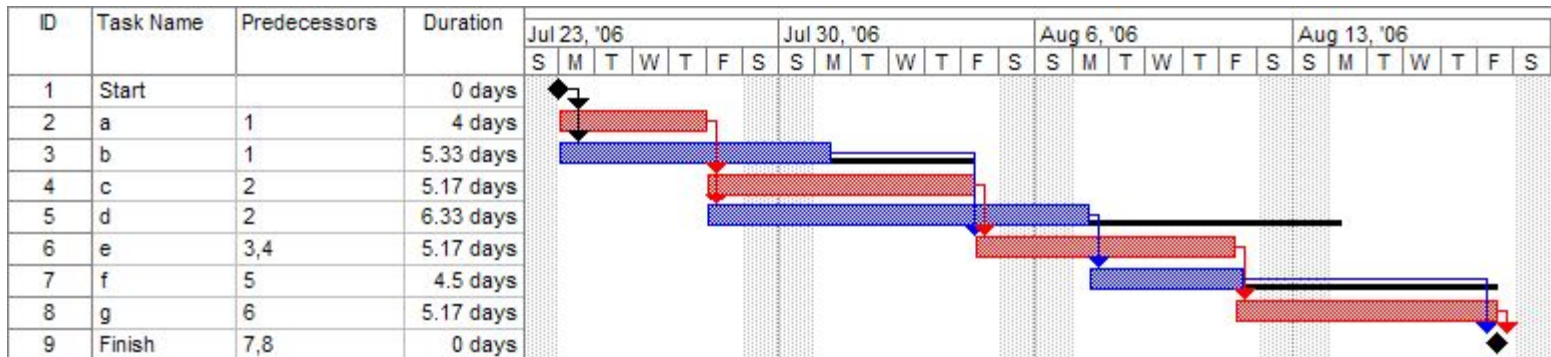 ID Task Name Predecessors Duration
Jul 23, '06 Jul 30, '06 Aug 6, '06 Aug 13, '06
S M T W T F S S M T W T F S S M T W T F S S M T W T F S
1 Start 0 days
2 a 1 4 days
3 b 1 5.33 days
4 c 2 5.17 days
5 d 2 6.33 days
6 e 3,4 5.17 days
7 f 5 4.5 days
8 g 6 5.17 days
9 Finish 7,8 0 days